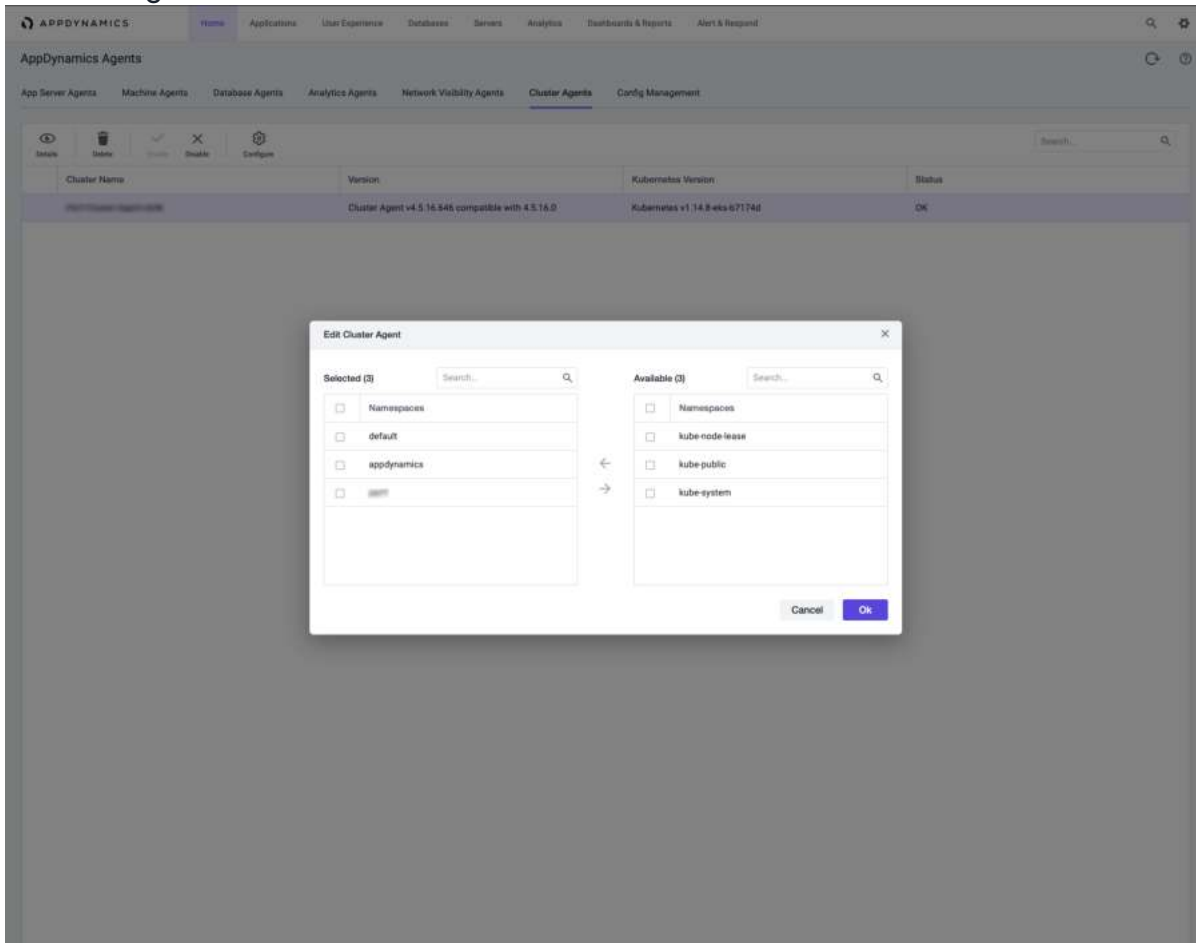 APPDYNAMICS Home Applications User Experience Databases Servers Analytics Dashboards & Reports Alert & Respond
AppDynamics Agents
App Server Agents Machine Agents Database Agents Analytics Agents Network Visibility Agents Cluster Agents Config Management
Details Delete Enable Disable Configure Search...
Cluster Name Version Kubernetes Version Status
Cluster Agent v4.5.16.646 compatible with 4.5.16.0 Kubernetes v1.14.8-eks-b7174d OK
Edit Cluster Agent
Selected (3) Search... Available (3) Search...
Namespaces Namespaces
default kube-node-lease
appdynamics kube-public
kube-system
Cancel Ok